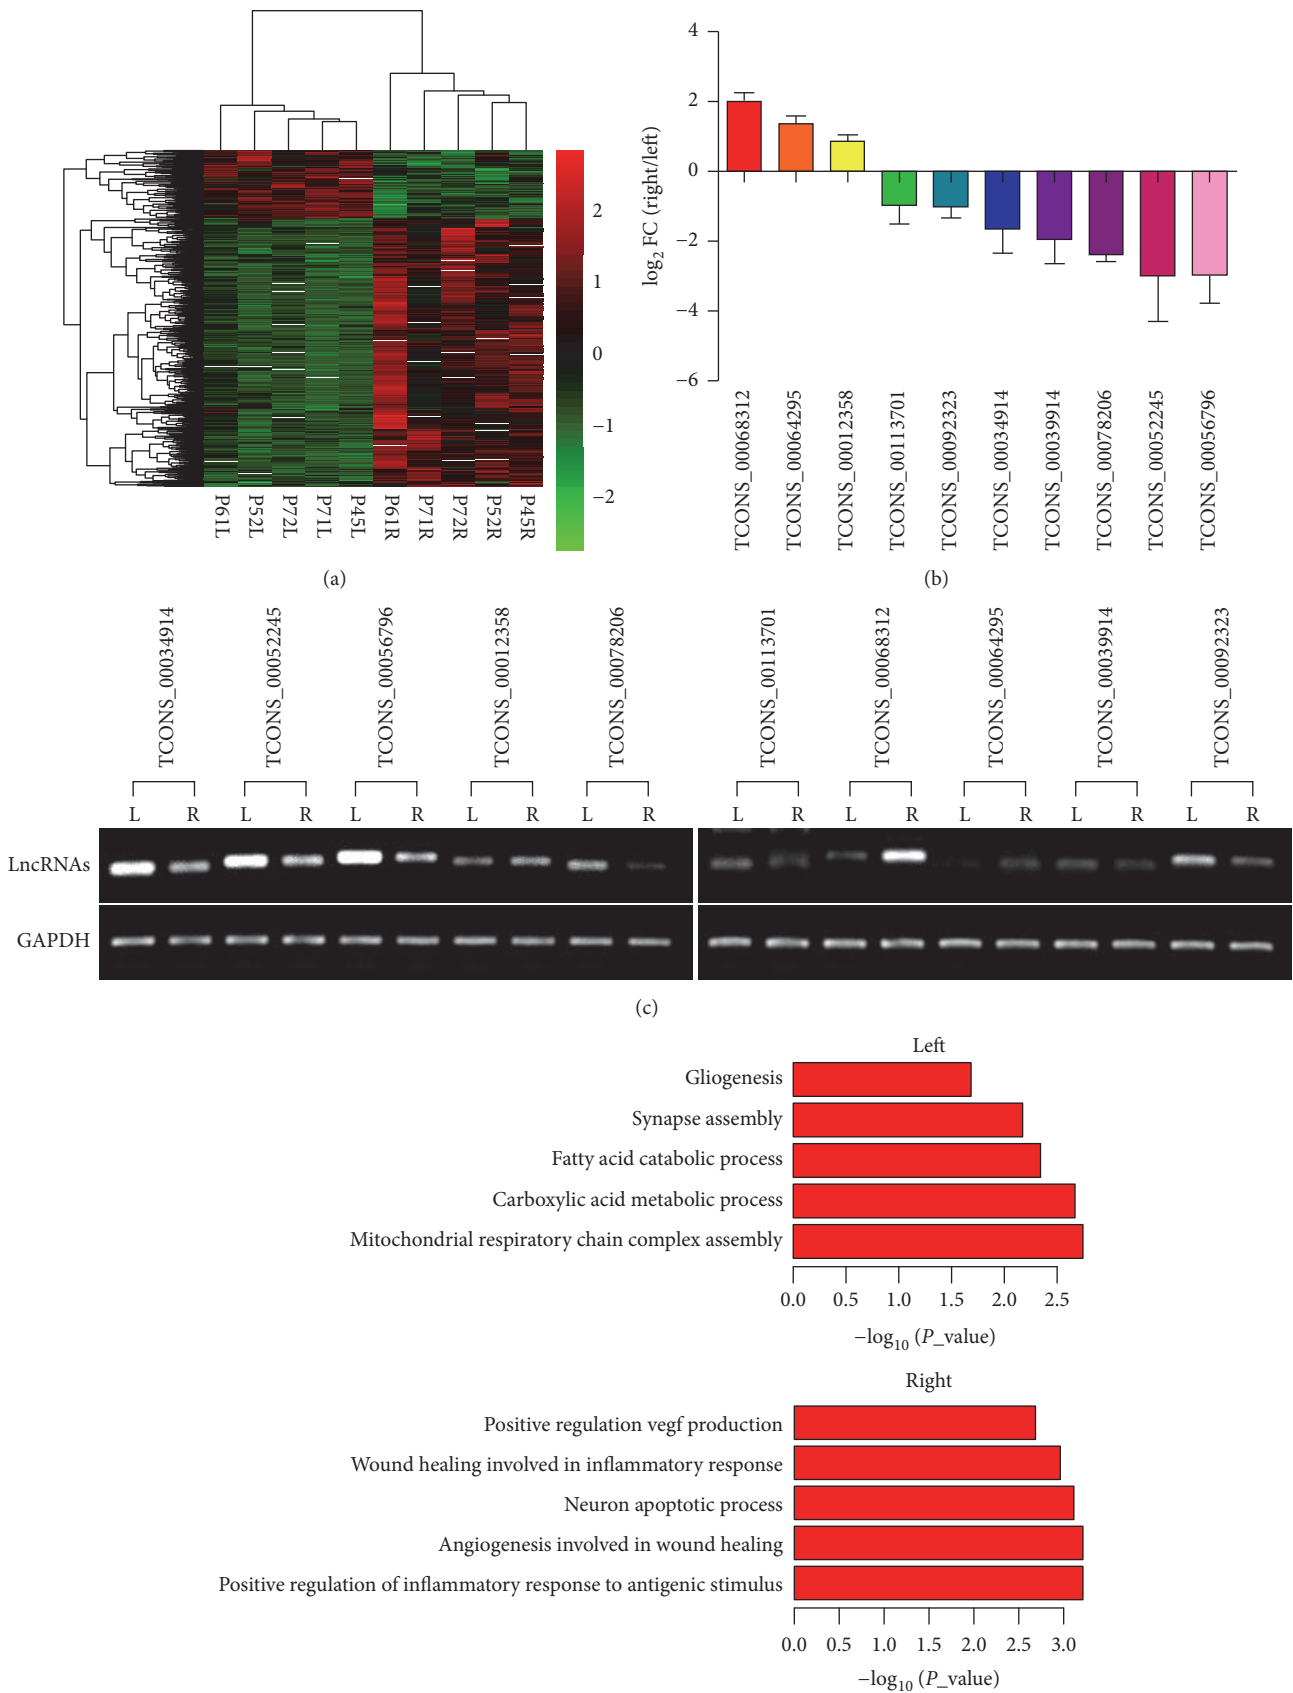 2
1
0
−1
−2
P61L
P52L
P72L
P71L
P45L
P61R
P71R
P72R
P52R
P45R
(a)
4
2
0
−2
−4
−6
log2 FC (right/left)
TCONS_00068312
TCONS_00064295
TCONS_00012358
TCONS_00113701
TCONS_00092323
TCONS_00034914
TCONS_00039914
TCONS_00078206
TCONS_00052245
TCONS_00056796
(b)
TCONS_00034914
TCONS_00052245
TCONS_00056796
TCONS_00012358
TCONS_00078206
TCONS_00113701
TCONS_00068312
TCONS_00064295
TCONS_00039914
TCONS_00092323
L R L R L R L R L R L R L R L R L R L R
LncRNAs
GAPDH
(c)
Left
Gliogenesis
Synapse assembly
Fatty acid catabolic process
Carboxylic acid metabolic process
Mitochondrial respiratory chain complex assembly
0.0 0.5 1.0 1.5 2.0 2.5
−log10 (P_value)
Right
Positive regulation vegf production
Wound healing involved in inflammatory response
Neuron apoptotic process
Angiogenesis involved in wound healing
Positive regulation of inflammatory response to antigenic stimulus
0.0 0.5 1.0 1.5 2.0 2.5 3.0
−log10 (P_value)